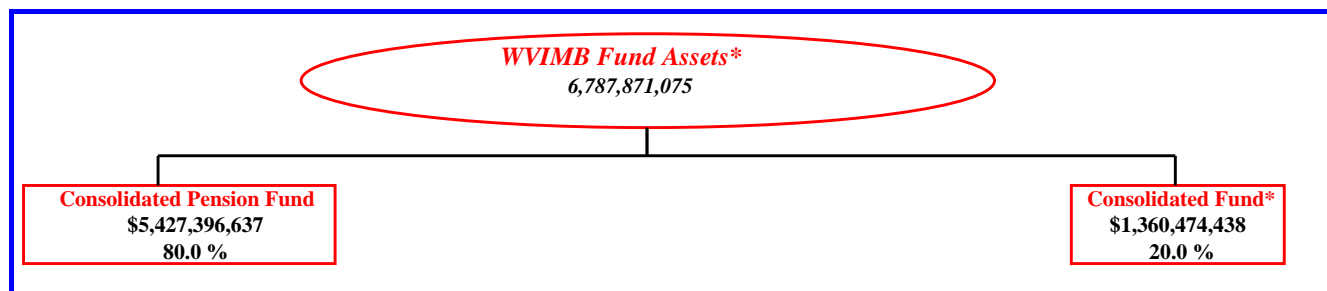 WVIMB Fund Assets*
6,787,871,075
Consolidated Pension Fund
$5,427,396,637
80.0 %
Consolidated Fund*
$1,360,474,438
20.0 %